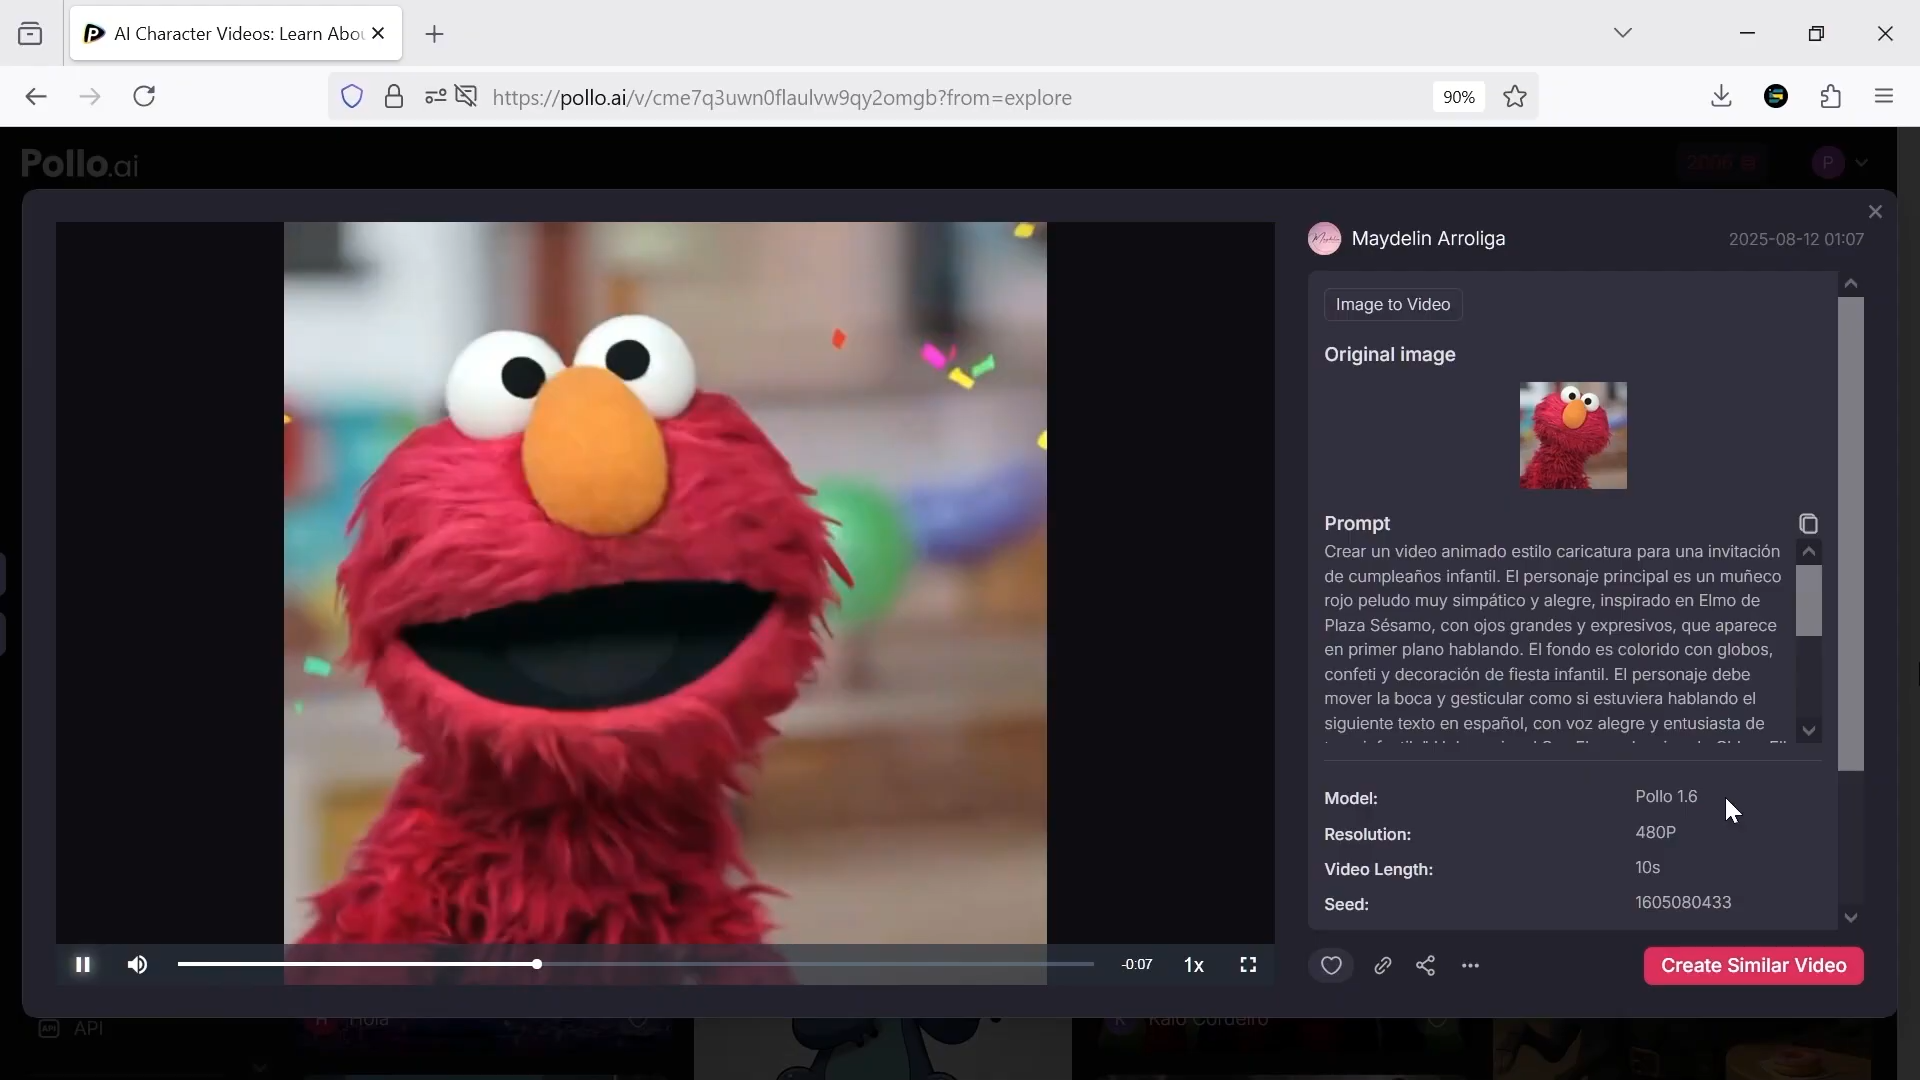 AI Character Videos: Learn Abou
https://pollo.ai/v/cme7q3uwn0flaulvw9qy2omgb?from=explore
90%
Pollo.ai
2006
P
Maydelin Arroliga
2025-08-12 01:07
Image to Video
Original image
Prompt
Crear un video animado estilo caricatura para una invitación
de cumpleaños infantil. El personaje principal es un muñeco
rojo peludo muy simpático y alegre, inspirado en Elmo de
Plaza Sésamo, con ojos grandes y expresivos, que aparece
en primer plano hablando. El fondo es colorido con globos,
confeti y decoración de fiesta infantil. El personaje debe
mover la boca y gesticular como si estuviera hablando el
siguiente texto en español, con voz alegre y entusiasta de
Model: Pollo 1.6
Resolution: 480P
Video Length: 10s
Seed: 1605080433
-0:07
1x
Create Similar Video
API
H Hola
K Kaio Cordeiro